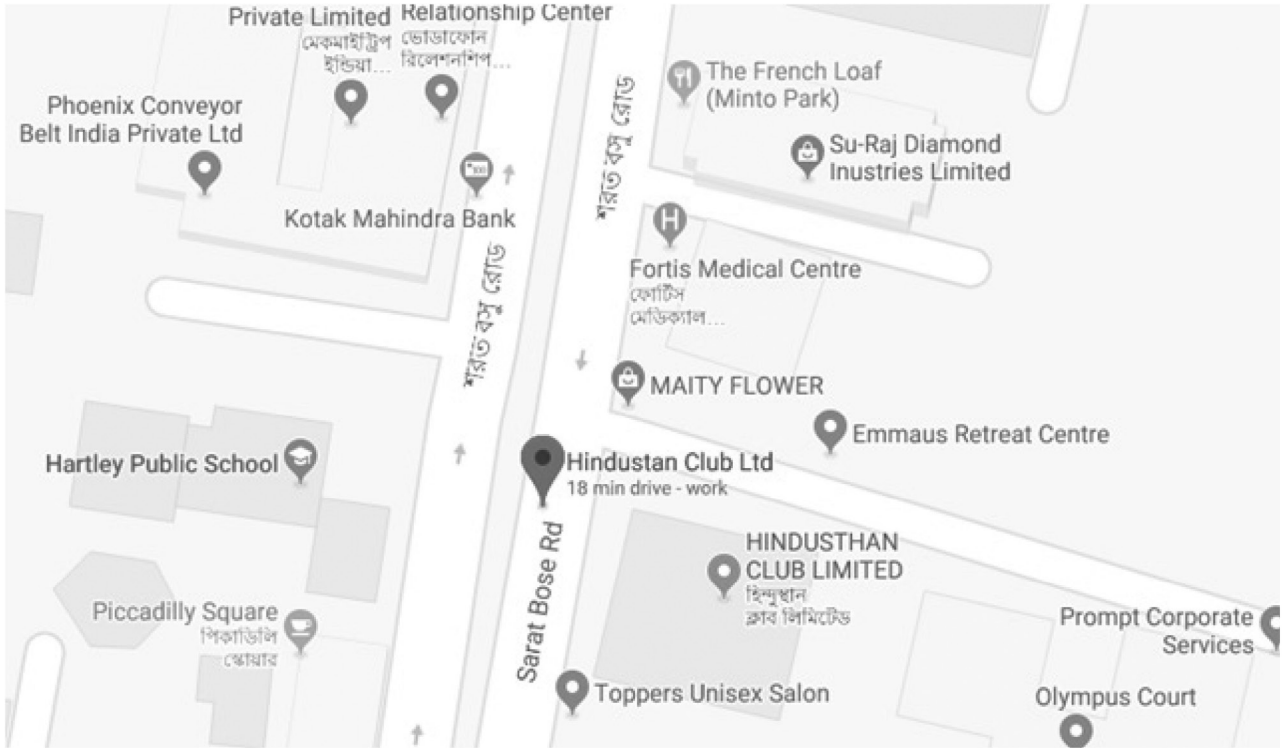 Private Limited
মেকমাইট্রিপ
ইন্ডিয়া...
Relationship Center
ভোডাফোন
রিলেশনশিপ...
Phoenix Conveyor
Belt India Private Ltd
Kotak Mahindra Bank
শরত বসু রোড
The French Loaf
(Minto Park)
Su-Raj Diamond
Inustries Limited
H
Fortis Medical Centre
ফোর্টিস
মেডিক্যাল...
শরত বসু রোড
MAITY FLOWER
Emmaus Retreat Centre
Hartley Public School
Hindustan Club Ltd
18 min drive - work
Sarat Bose Rd
HINDUSTHAN
CLUB LIMITED
হিন্দুস্থান
ক্লাব লিমিটেড
Piccadilly Square
পিকাডিলি
স্কোয়ার
Prompt Corporate
Services
Toppers Unisex Salon
Olympus Court